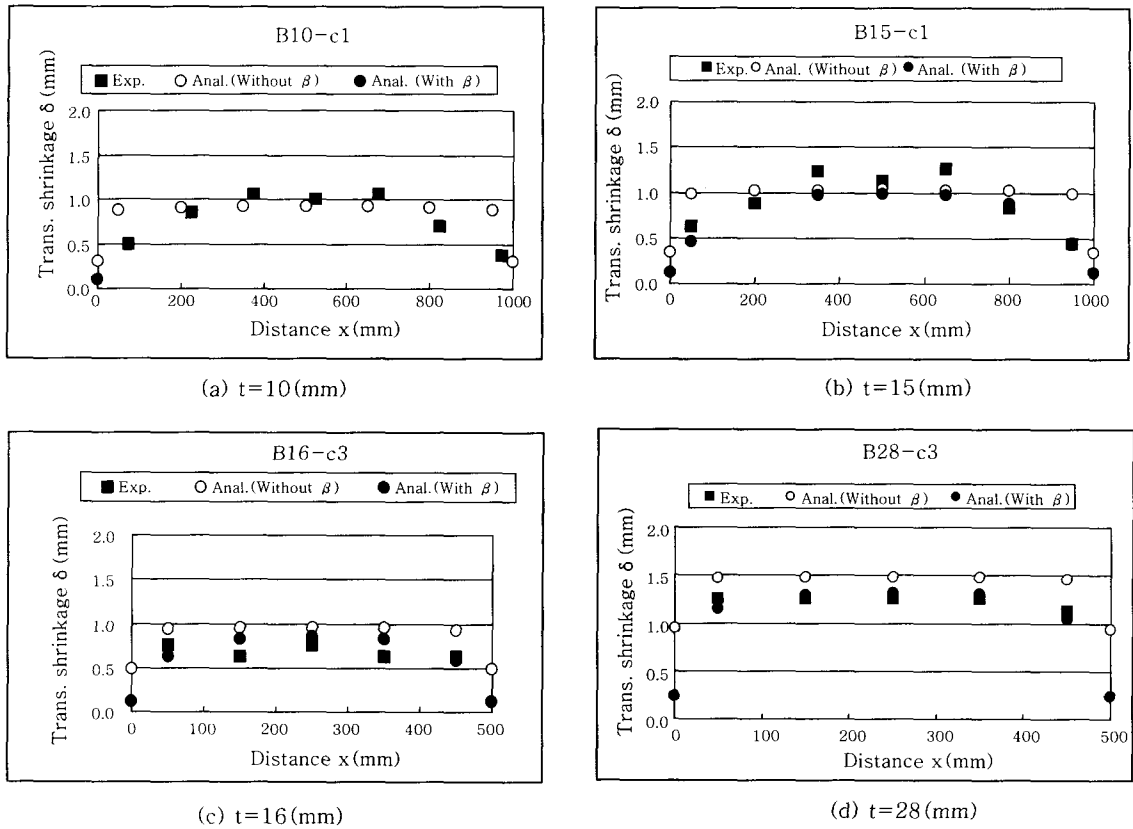 B10-c1
■ Exp. ○ Anal.(Without β) ● Anal.(With β)
Trans. shrinkage δ (mm)
2.0
1.5
1.0
0.5
0.0
0 200 400 600 800 1000
Distance x(mm)
(a) t=10(mm)
B15-c1
■ Exp. ○ Anal.(Without β) ● Anal.(With β)
Trans. shrinkage δ (mm)
2.0
1.5
1.0
0.5
0.0
0 200 400 600 800 1000
Distance x(mm)
(b) t=15(mm)
B16-c3
■ Exp. ○ Anal.(Without β) ● Anal.(With β)
Trans. shrinkage δ (mm)
2.0
1.5
1.0
0.5
0.0
0 100 200 300 400 500
Distance x(mm)
(c) t=16(mm)
B28-c3
■ Exp. ○ Anal.(Without β) ● Anal.(With β)
Trans. shrinkage δ (mm)
2.0
1.5
1.0
0.5
0.0
0 100 200 300 400 500
Distance x(mm)
(d) t=28(mm)